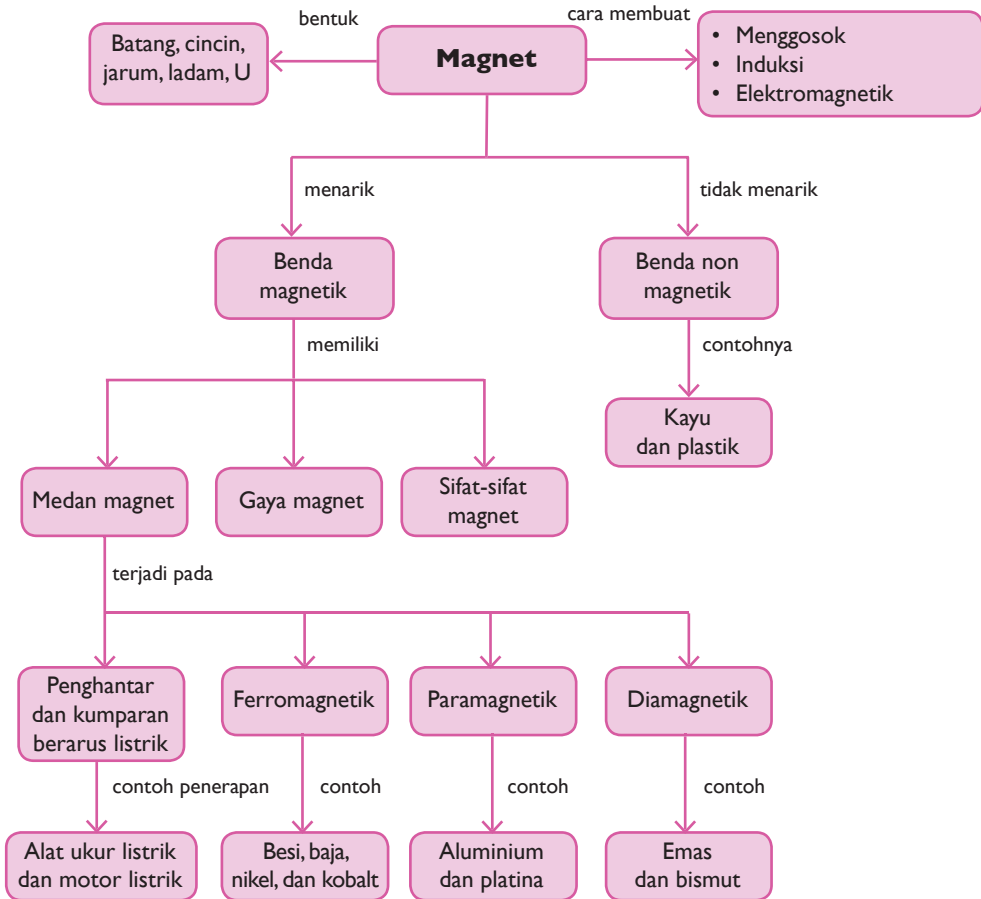 bentuk
cara membuat
Batang, cincin,
jarum, ladam, U
Magnet
• Menggosok
• Induksi
• Elektromagnetik
menarik
tidak menarik
Benda
magnetik
Benda non
magnetik
memiliki
contohnya
Kayu
dan plastik
Medan magnet
Gaya magnet
Sifat-sifat
magnet
terjadi pada
Penghantar
dan kumparan
berarus listrik
Ferromagnetik
Paramagnetik
Diamagnetik
contoh penerapan
contoh
contoh
contoh
Alat ukur listrik
dan motor listrik
Besi, baja,
nikel, dan kobalt
Aluminium
dan platina
Emas
dan bismut